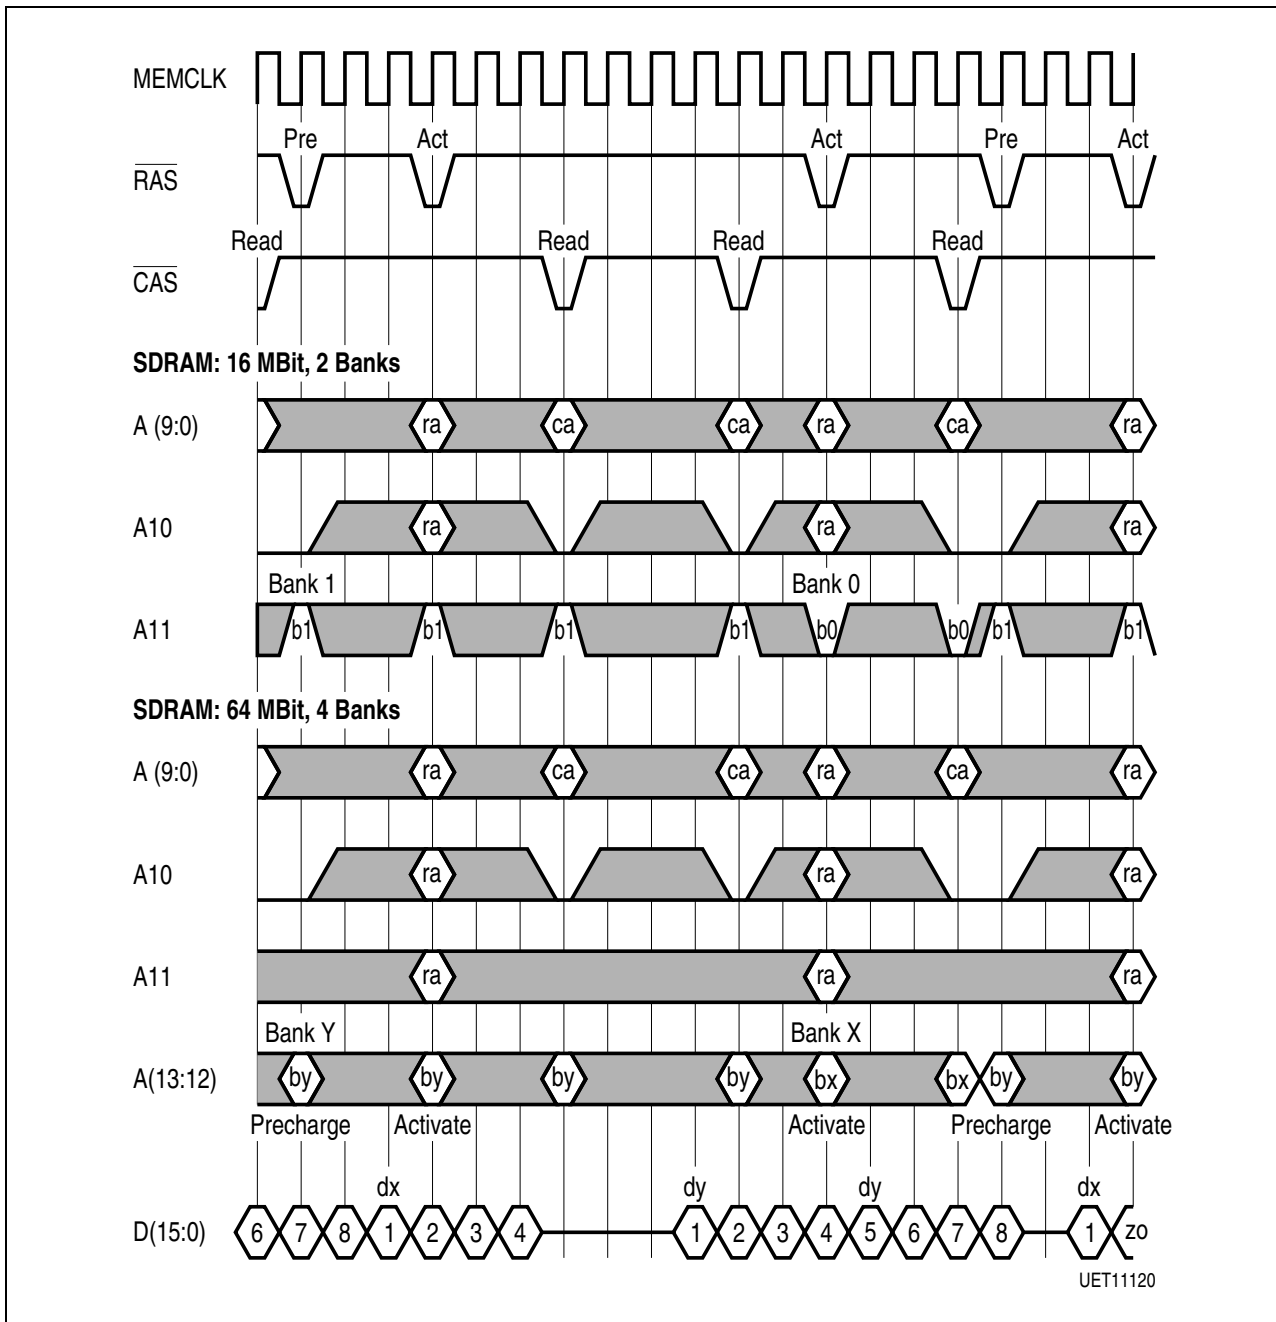 MEMCLK
Pre Act Act Pre Act
RAS
Read Read Read Read
CAS
SDRAM: 16 MBit, 2 Banks
A (9:0) ra ca ca ra ca ra
A10 ra ra ra
Bank 1 Bank 0
A11 b1 b1 b1 b1 b0 b0 b1 b1
SDRAM: 64 MBit, 4 Banks
A (9:0) ra ca ca ra ca ra
A10 ra ra ra
A11 ra ra ra
Bank Y Bank X
A(13:12) by by by by bx bx by by
Precharge Activate Activate Precharge Activate
dx dy dy dx
D(15:0) 6 7 8 1 2 3 4 1 2 3 4 5 6 7 8 1 zo
UET11120